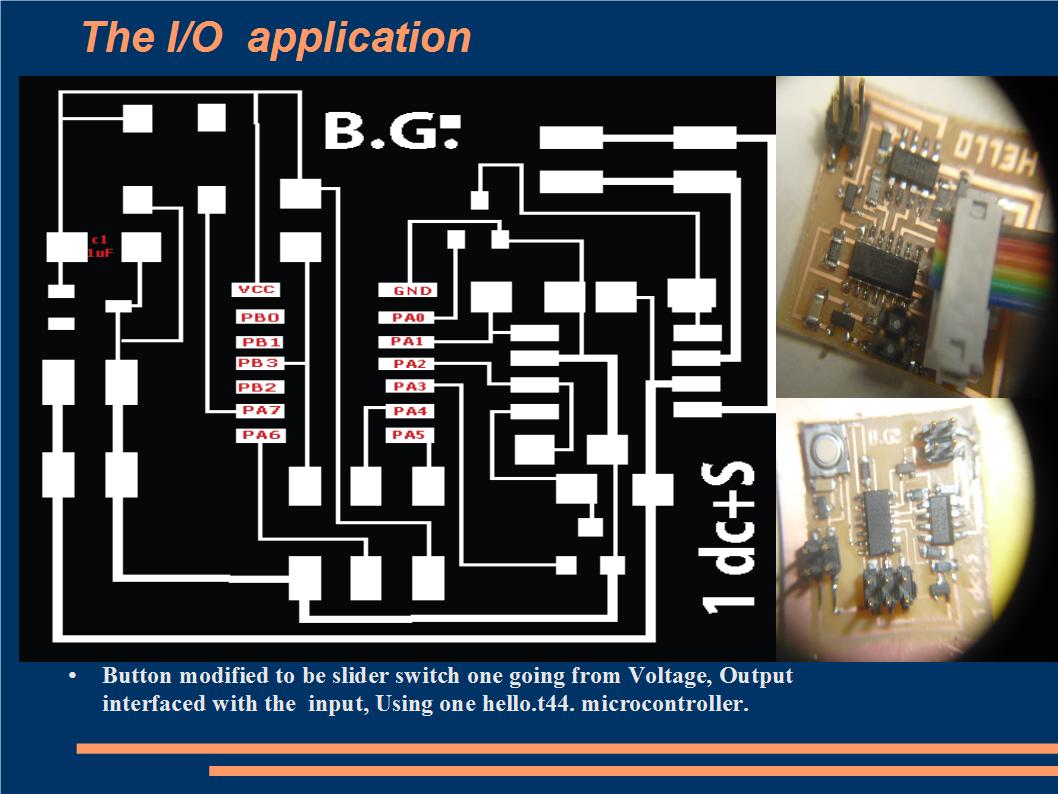 The I/O application
B.G:
c1
1uF
VCC
GND
PB0
PA0
PB1
PA1
PB3
PA2
PB2
PA3
PA7
PA4
PA6
PA5
1 dc+S
HELLO
B.G
dc+S
• Button modified to be slider switch one going from Voltage, Output
interfaced with the input, Using one hello.t44. microcontroller.